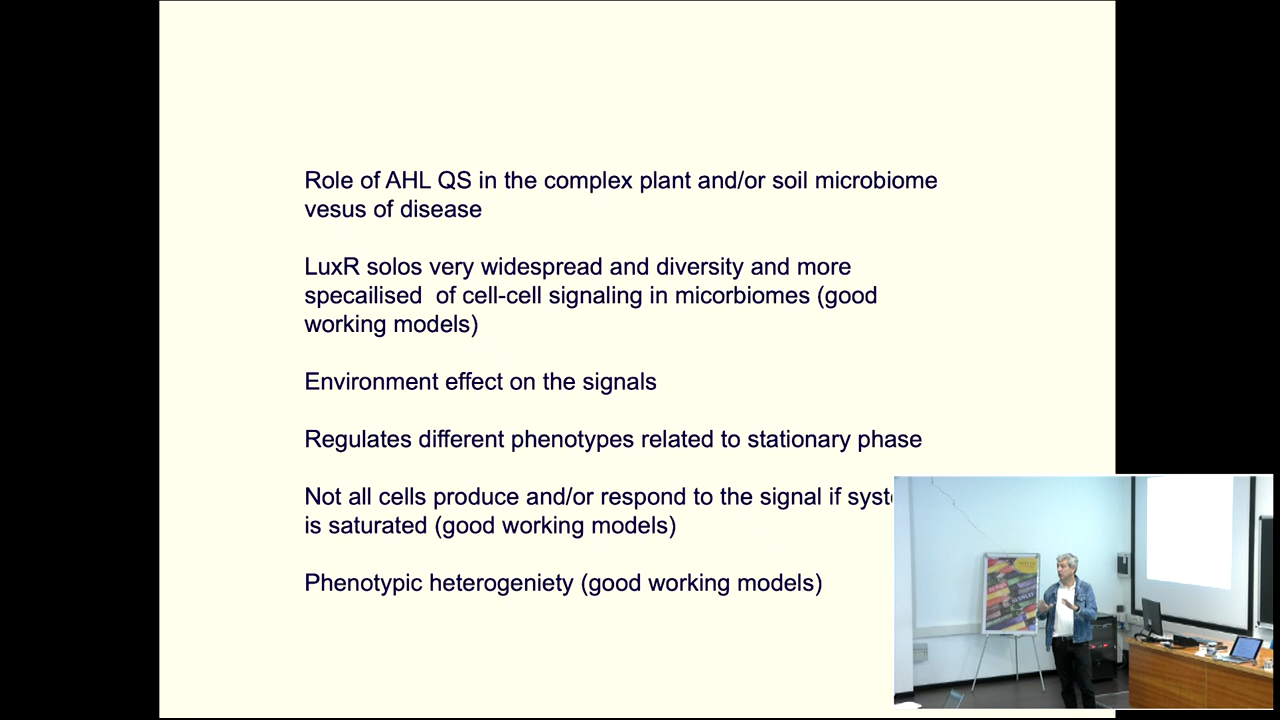 Role of AHL QS in the complex plant and/or soil microbiome
vesus of disease
LuxR solos very widespread and diversity and more
specailised  of cell-cell signaling in micorbiomes (good
working models)
Environment effect on the signals
Regulates different phenotypes related to stationary phase
Not all cells produce and/or respond to the signal if
is saturated (good working models)
Phenotypic heterogeniety (good working models)